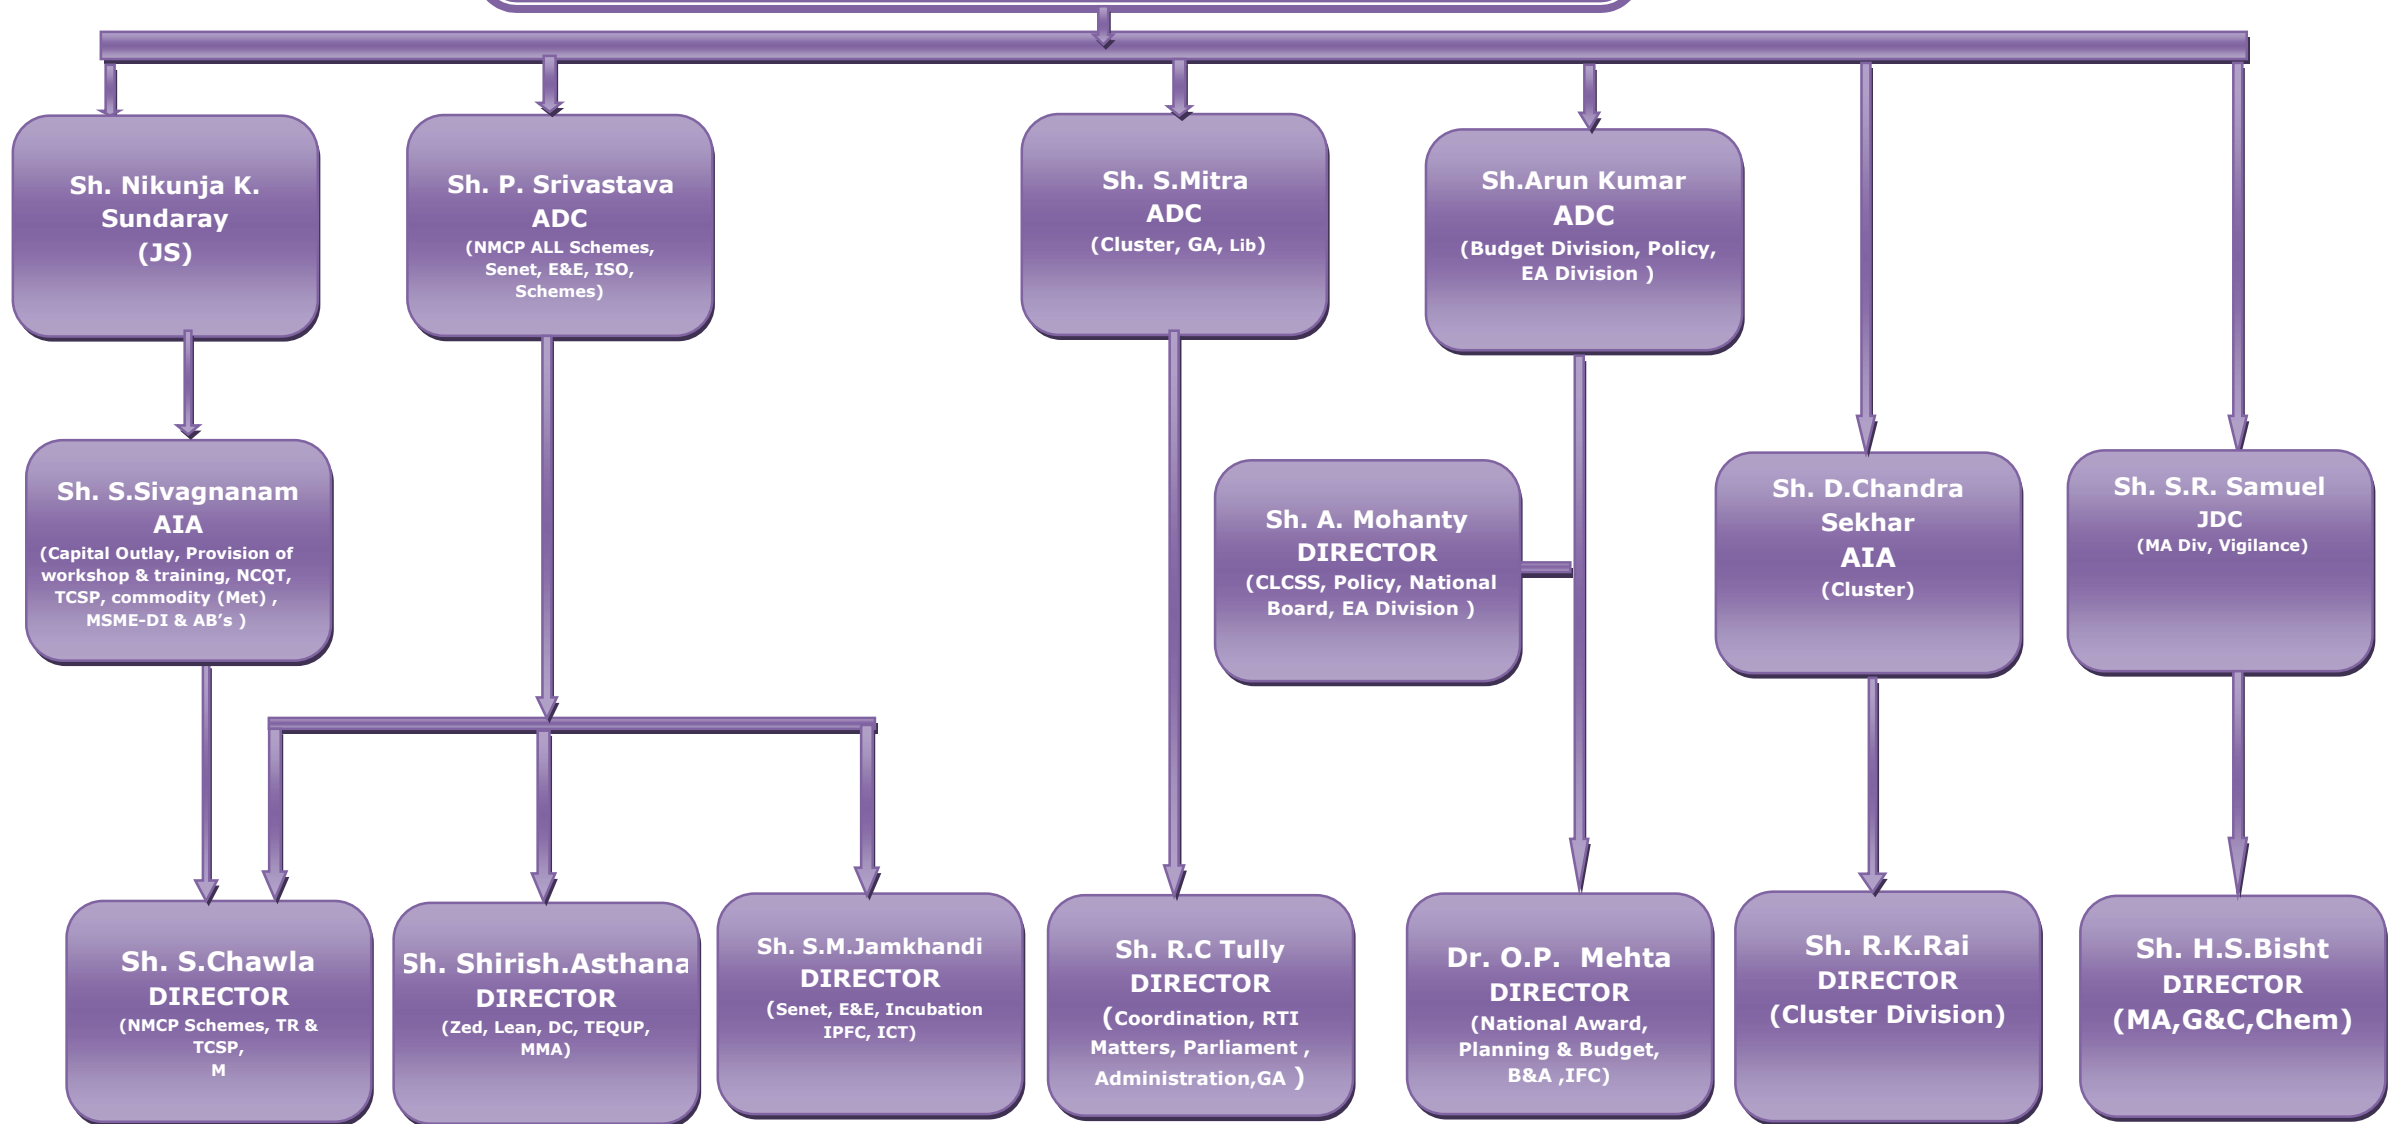 Sh. Nikunja K.
Sundaray
(JS)
Sh. P. Srivastava
ADC
(NMCP ALL Schemes,
Senet, E&E, ISO,
Schemes)
Sh. S.Mitra
ADC
(Cluster, GA, Lib)
Sh.Arun Kumar
ADC
(Budget Division, Policy,
EA Division )
Sh. S.Sivagnanam
AIA
(Capital Outlay, Provision of
workshop & training, NCQT,
TCSP, commodity (Met) ,
MSME-DI & AB’s )
Sh. A. Mohanty
DIRECTOR
(CLCSS, Policy, National
Board, EA Division )
Sh. D.Chandra
Sekhar
AIA
(Cluster)
Sh. S.R. Samuel
JDC
(MA Div, Vigilance)
Sh. S.Chawla
DIRECTOR
(NMCP Schemes, TR &
TCSP,
M
Sh. Shirish.Asthana
DIRECTOR
(Zed, Lean, DC, TEQUP,
MMA)
Sh. S.M.Jamkhandi
DIRECTOR
(Senet, E&E, Incubation
IPFC, ICT)
Sh. R.C Tully
DIRECTOR
(Coordination, RTI
Matters, Parliament ,
Administration,GA )
Dr. O.P.  Mehta
DIRECTOR
(National Award,
Planning & Budget,
B&A ,IFC)
Sh. R.K.Rai
DIRECTOR
(Cluster Division)
Sh. H.S.Bisht
DIRECTOR
(MA,G&C,Chem)